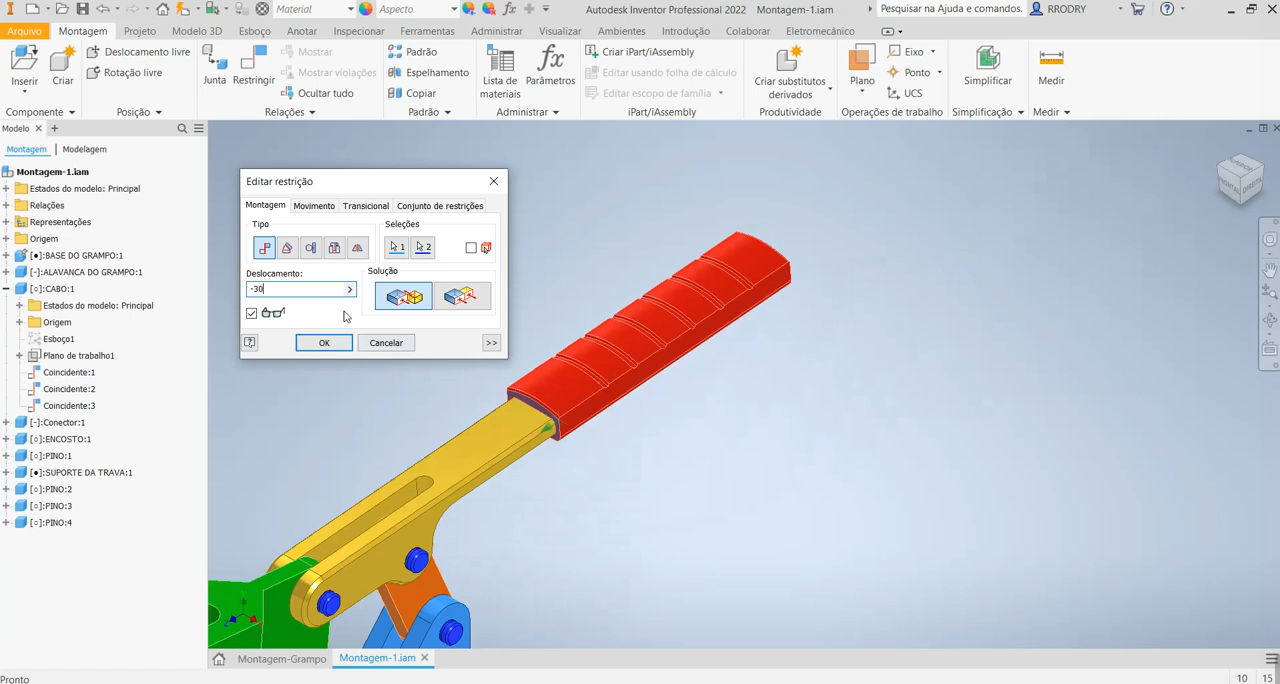 Material
Aspecto
Autodesk Inventor Professional 2022 Montagem-1.iam
Pesquisar na Ajuda e comandos.
RRODRY
Arquivo
Montagem
Projeto
Modelo 3D
Esboço
Anotar
Inspecionar
Ferramentas
Administrar
Visualizar
Ambientes
Introdução
Colaborar
Eletromecânico
Inserir
Criar
Deslocamento livre
Rotação livre
Junta
Restringir
Mostrar
Mostrar violações
Ocultar tudo
Padrão
Espelhamento
Copiar
Lista de materiais
Parâmetros
Criar iPart/iAssembly
Editar usando folha de cálculo
Editar escopo de família
Criar substitutos derivados
Plano
Eixo
Ponto
UCS
Simplificar
Medir
Componente
Posição
Relações
Padrão
Administrar
iPart/iAssembly
Produtividade
Operações de trabalho
Simplificação
Medir
Modelo
Montagem
Modelagem
Montagem-1.iam
Estados do modelo: Principal
Relações
Representações
Origem
BASE DO GRAMPO:1
[-]:ALAVANCA DO GRAMPO:1
CABO:1
Estados do modelo: Principal
Origem
Esboço1
Plano de trabalho1
Coincidente:1
Coincidente:2
Coincidente:3
[-]:Conector:1
ENCOSTO:1
PINO:1
SUPORTE DA TRAVA:1
PINO:2
PINO:3
PINO:4
Editar restrição
Montagem
Movimento
Transicional
Conjunto de restrições
Tipo
Seleções
1
2
Deslocamento:
-30
Solução
OK
Cancelar
>>
FRONTAL
DIREITA
Montagem-Grampo
Montagem-1.iam
Pronto
10
15